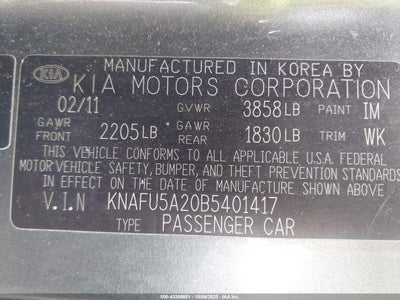 MANUFACTURED IN KOREA BY
KIA KIA MOTORS CORPORATION
02/11 GVWR 3858LB PAINT IM
GAWR FRONT 2205LB GAWR REAR 1830LB TRIM WK
THIS VEHICLE CONFORMS TO ALL APPLICABLE U.S.A. FEDERAL
MOTOR VEHICLE SAFETY, BUMPER, AND THEFT PREVENTION STANDARDS
IN EFFECT ON THE DATE OF MANUFACTURE SHOWN ABOVE.
V.I.N KNAFU5A20B5401417
TYPE PASSENGER CAR